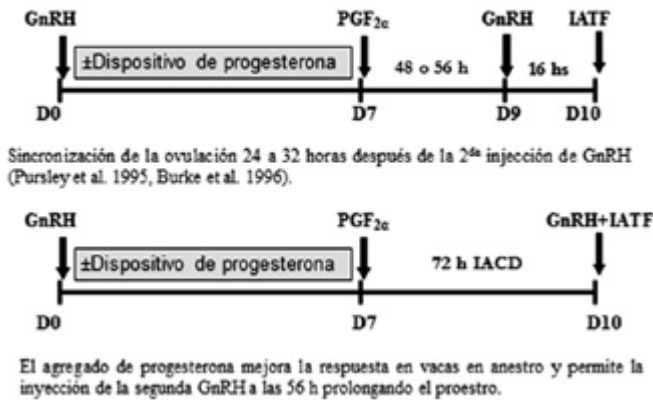 GnRH PGF2α GnRH IATF
±Dispositivo de progesterona 48 o 56 h 16 hs
D0 D7 D9 D10
Sincronización de la ovulación 24 a 32 horas después de la 2da injección de GnRH
(Pursley et al. 1995, Burke et al. 1996).
GnRH PGF2α GnRH+IATF
±Dispositivo de progesterona 72 h IACD
D0 D7 D10
El agregado de progesterona mejora la respuesta en vacas en anestro y permite la
inyección de la segunda GnRH a las 56 h prolongando el proestro.